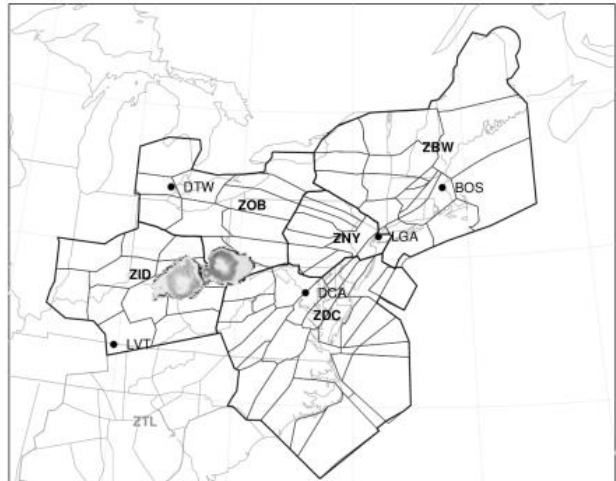 ZBW
DTW
BOS
ZOB
ZNY
LGA
ZID
DCA
ZDC
LVT
ZTL